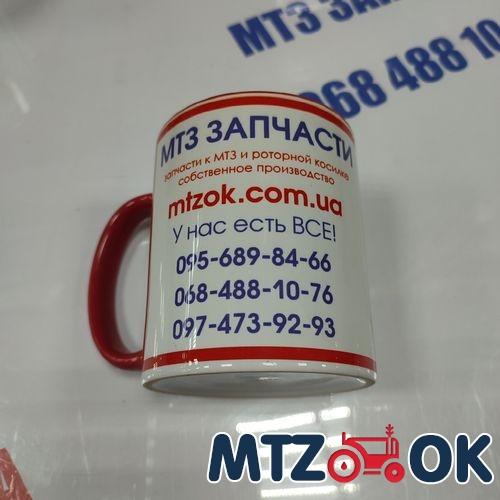 МТЗ ЗАП
068 488 10
МТЗ ЗАПЧАСТИ
запчасти к МТЗ и роторной косилке
собственное производство
mtzok.com.ua
У нас есть ВСЕ!
095-689-84-66
068-488-10-76
097-473-92-93
MTZ OK